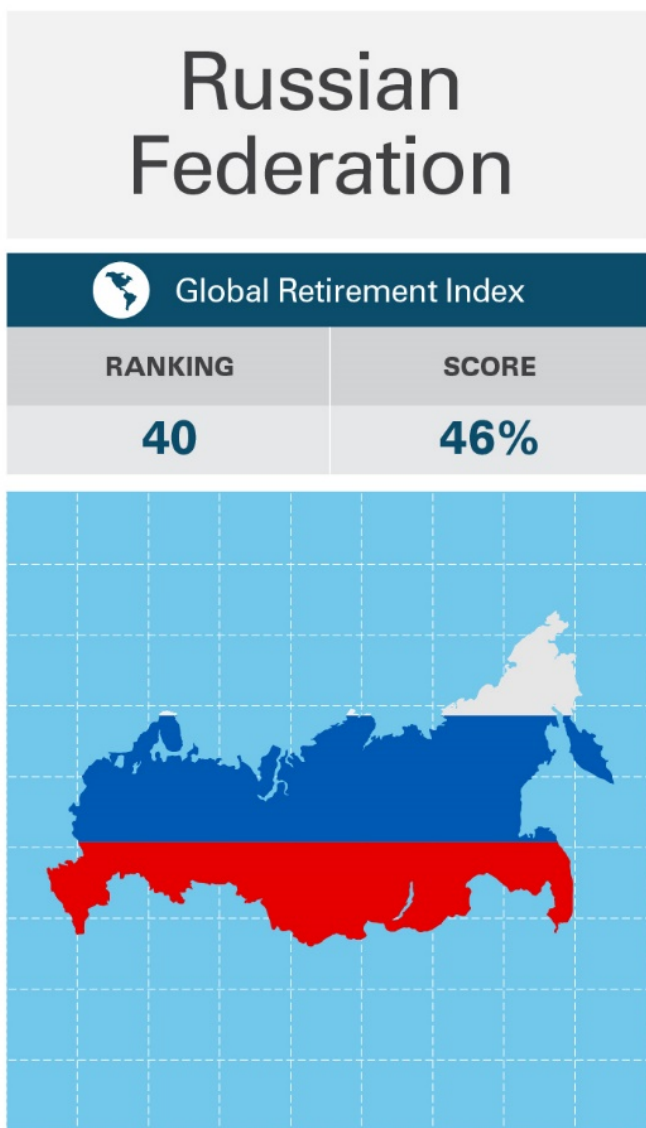 Russian
Federation
Global Retirement Index
RANKING SCORE
40 46%